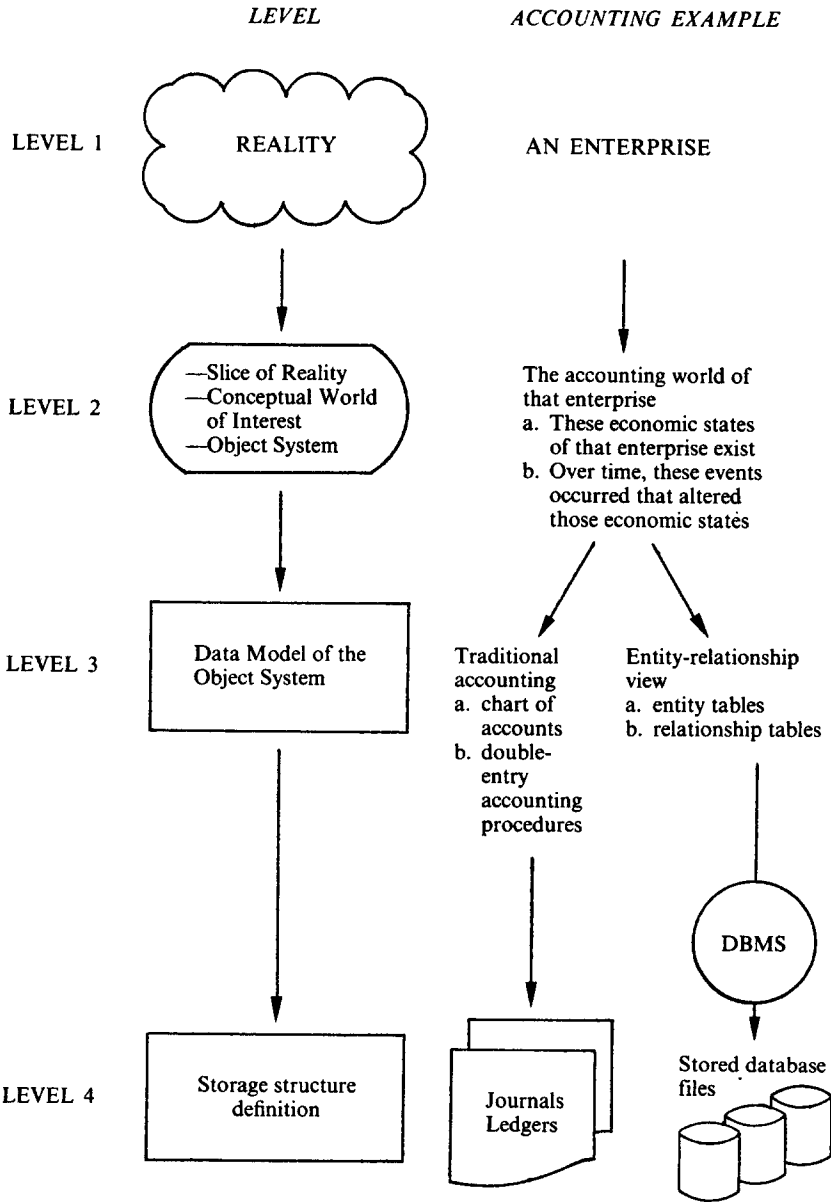 LEVEL
ACCOUNTING EXAMPLE
LEVEL 1
REALITY
AN ENTERPRISE
LEVEL 2
—Slice of Reality
—Conceptual World
of Interest
—Object System
The accounting world of
that enterprise
a. These economic states
of that enterprise exist
b. Over time, these events
occurred that altered
those economic states
LEVEL 3
Data Model of the
Object System
Traditional
accounting
a. chart of
accounts
b. double-
entry
accounting
procedures
Entity-relationship
view
a. entity tables
b. relationship tables
DBMS
LEVEL 4
Storage structure
definition
Journals
Ledgers
Stored database
files